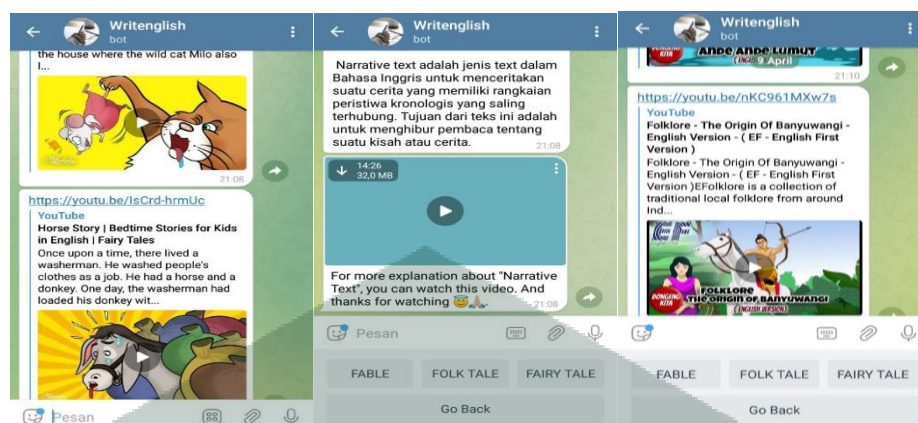 Writenglish
bot
the house where the wild cat Milo also
l...
21:08
https://youtu.be/IsCrd-hrmUc
YouTube
Horse Story | Bedtime Stories for Kids
in English | Fairy Tales
Once upon a time, there lived a
washerman. He washed people's
clothes as a job. He had a horse and a
donkey. One day, the washerman had
loaded his donkey wit...
Pesan
Writenglish
bot
Narrative text adalah jenis text dalam
Bahasa Inggris untuk menceritakan
suatu cerita yang memiliki rangkaian
peristiwa kronologis yang saling
terhubung. Tujuan dari teks ini adalah
untuk menghibur pembaca tentang
suatu kisah atau cerita.
21:08
14:26
32,0 MB
For more explanation about "Narrative
Text", you can watch this video. And
thanks for watching 😇🙏.
21:08
Pesan
FABLE FOLK TALE FAIRY TALE
Go Back
Writenglish
bot
DONGENG
KITA
ANDE ANDE LUMUT
9 April
21:10
https://youtu.be/nKC961MXw7s
YouTube
Folklore - The Origin Of Banyuwangi -
English Version - ( EF - English First
Version )
Folklore - The Origin Of Banyuwangi -
English Version - ( EF - English First
Version )EFolklore is a collection of
traditional local folklore from around
Ind...
DONGENG
KITA
FOLKLORE
THE ORIGIN OF BANYUWANGI
(ENGLISH VERSION)
FABLE FOLK TALE FAIRY TALE
Go Back